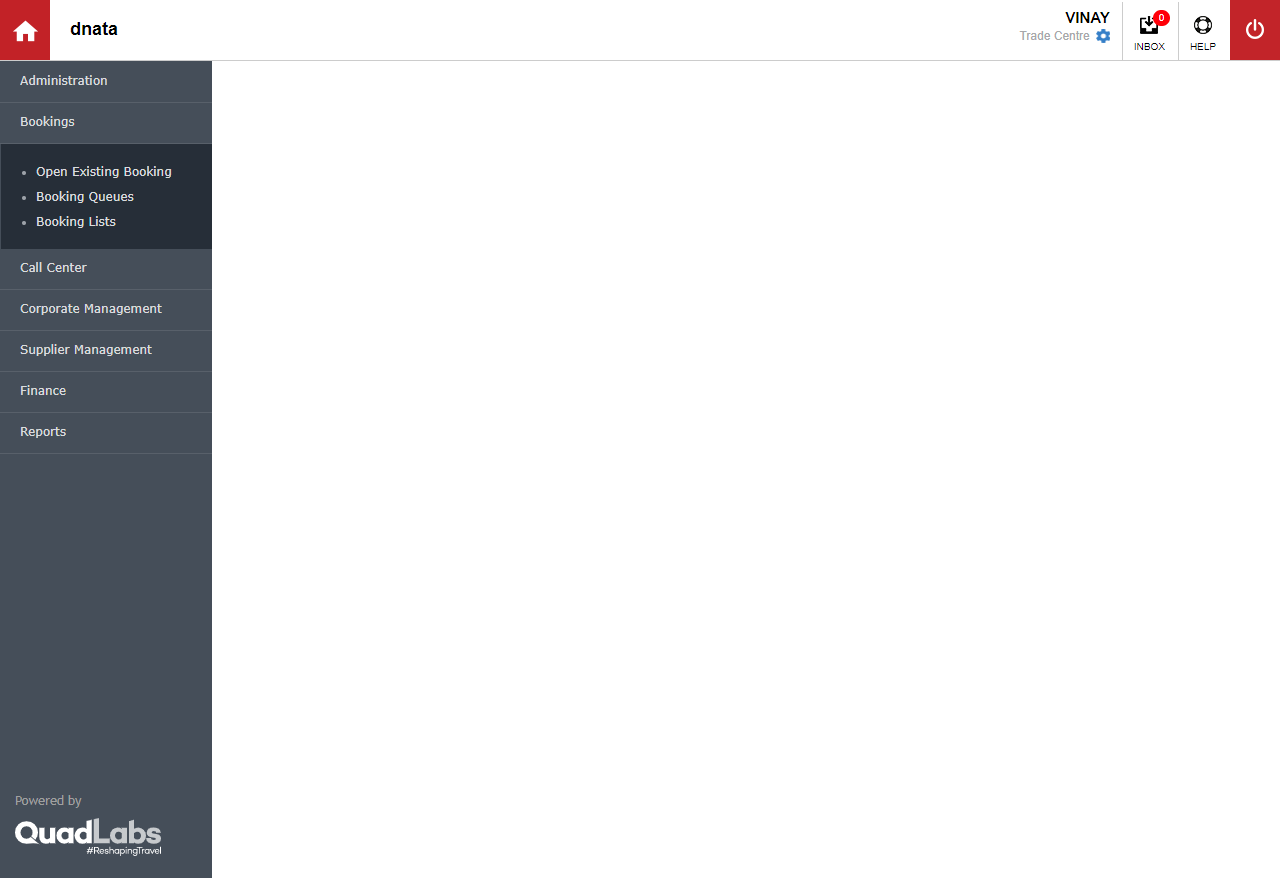 dnata
VINAY
Trade Centre
0
INBOX
HELP
Administration
Bookings
Open Existing Booking
Booking Queues
Booking Lists
Call Center
Corporate Management
Supplier Management
Finance
Reports
Powered by
QuadLabs
#ReshapingTravel